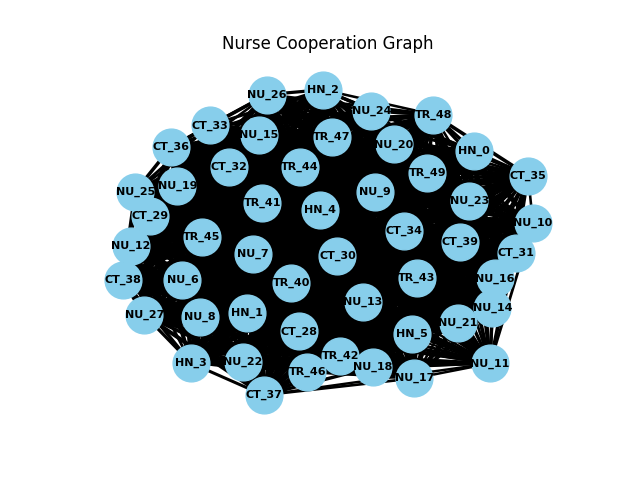 Nurse Cooperation Graph
HN_2
NU_26
NU_24
TR_48
CT_33
NU_15
TR_47
NU_20
CT_36
HN_0
CT_32
TR_44
TR_49
CT_35
NU_19
NU_25
NU_9
NU_23
TR_41
HN_4
CT_29
NU_10
CT_34
TR_45
CT_39
NU_12
CT_31
NU_7
CT_30
CT_38
NU_6
TR_43
NU_16
TR_40
NU_13
NU_14
NU_27
NU_8
HN_1
NU_21
CT_28
HN_5
TR_42
HN_3
NU_22
NU_11
NU_18
TR_46
NU_17
CT_37